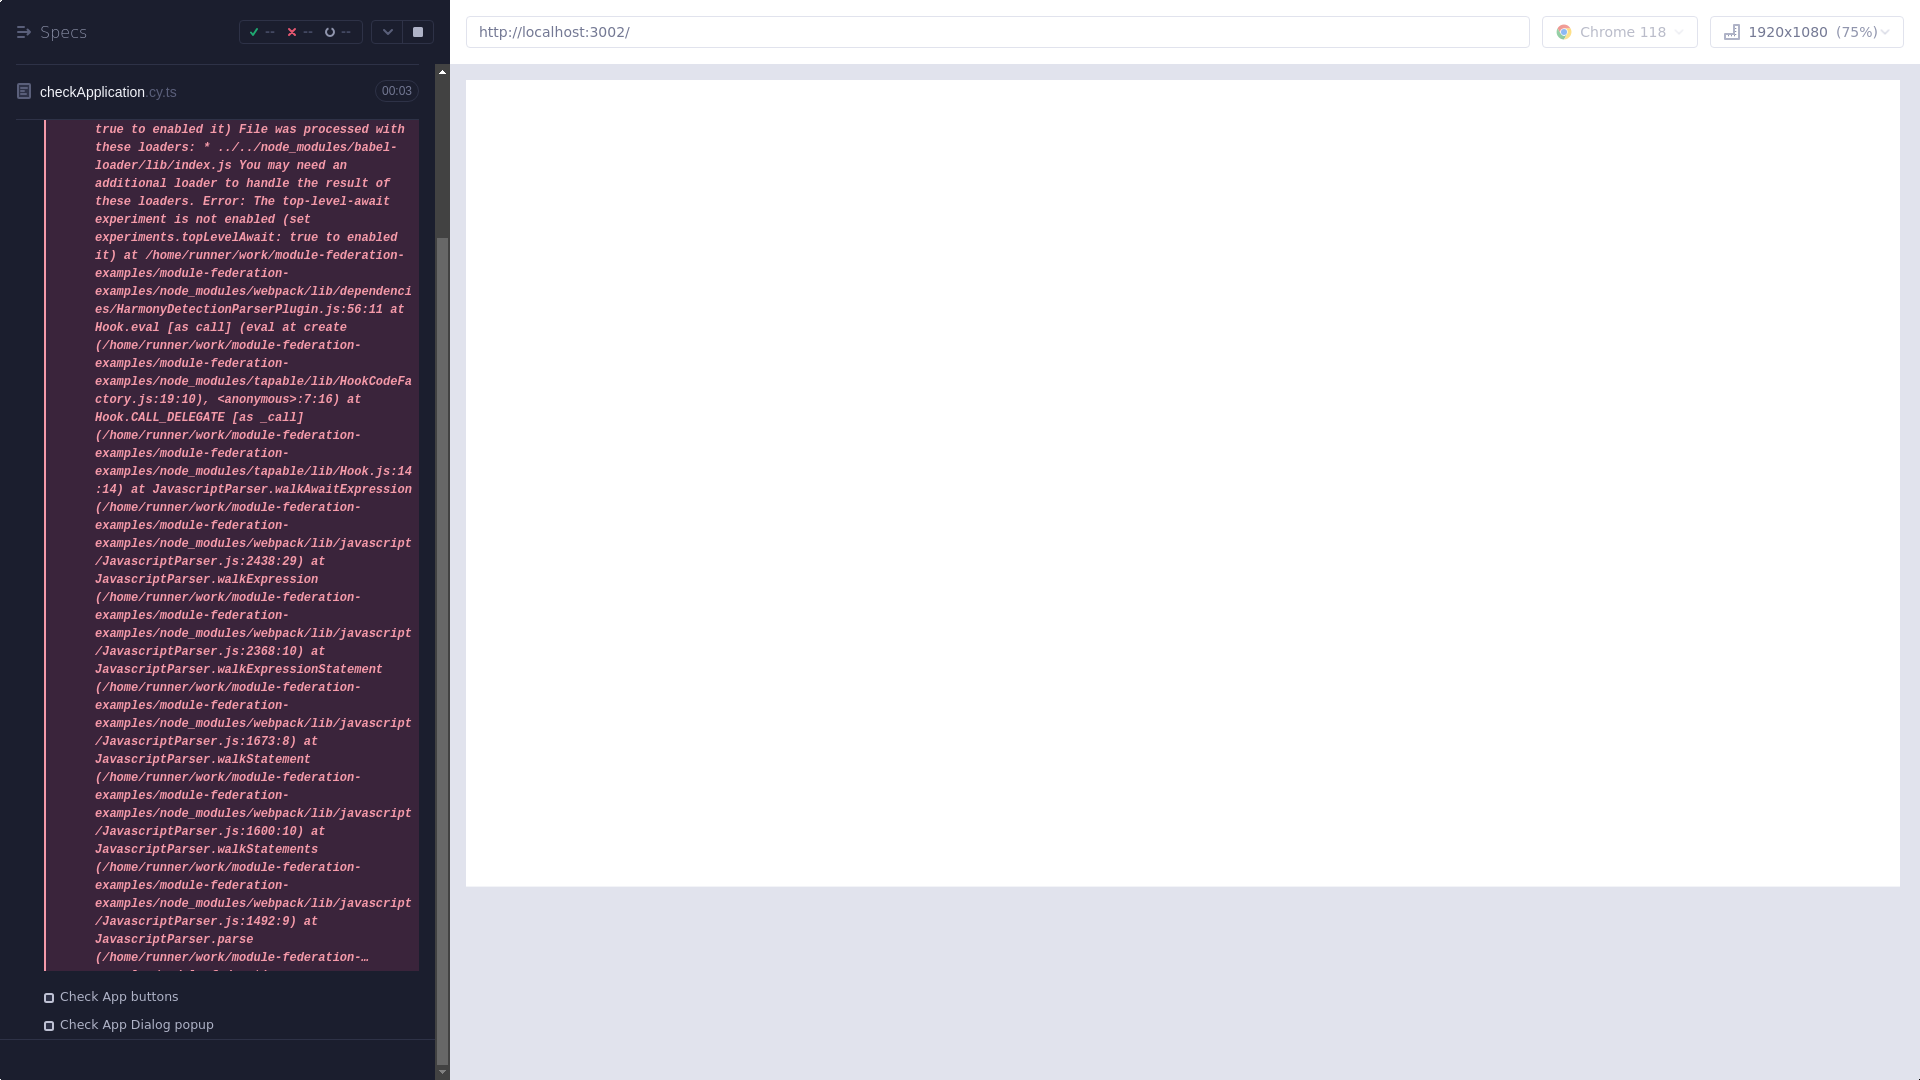 Specs
-- -- --
http://localhost:3002/
Chrome 118
1920x1080 (75%)
checkApplication.cy.ts
00:03
true to enabled it) File was processed with
these loaders: * ../../node_modules/babel-
loader/lib/index.js You may need an
additional loader to handle the result of
these loaders. Error: The top-level-await
experiment is not enabled (set
experiments.topLevelAwait: true to enabled
it) at /home/runner/work/module-federation-
examples/module-federation-
examples/node_modules/webpack/lib/dependenci
es/HarmonyDetectionParserPlugin.js:56:11 at
Hook.eval [as call] (eval at create
(/home/runner/work/module-federation-
examples/module-federation-
examples/node_modules/tapable/lib/HookCodeFa
ctory.js:19:10), <anonymous>:7:16) at
Hook.CALL_DELEGATE [as _call]
(/home/runner/work/module-federation-
examples/module-federation-
examples/node_modules/tapable/lib/Hook.js:14
:14) at JavascriptParser.walkAwaitExpression
(/home/runner/work/module-federation-
examples/module-federation-
examples/node_modules/webpack/lib/javascript
/JavascriptParser.js:2438:29) at
JavascriptParser.walkExpression
(/home/runner/work/module-federation-
examples/module-federation-
examples/node_modules/webpack/lib/javascript
/JavascriptParser.js:2368:10) at
JavascriptParser.walkExpressionStatement
(/home/runner/work/module-federation-
examples/module-federation-
examples/node_modules/webpack/lib/javascript
/JavascriptParser.js:1673:8) at
JavascriptParser.walkStatement
(/home/runner/work/module-federation-
examples/module-federation-
examples/node_modules/webpack/lib/javascript
/JavascriptParser.js:1600:10) at
JavascriptParser.walkStatements
(/home/runner/work/module-federation-
examples/module-federation-
examples/node_modules/webpack/lib/javascript
/JavascriptParser.js:1492:9) at
JavascriptParser.parse
(/home/runner/work/module-federation-…
Check App buttons
Check App Dialog popup